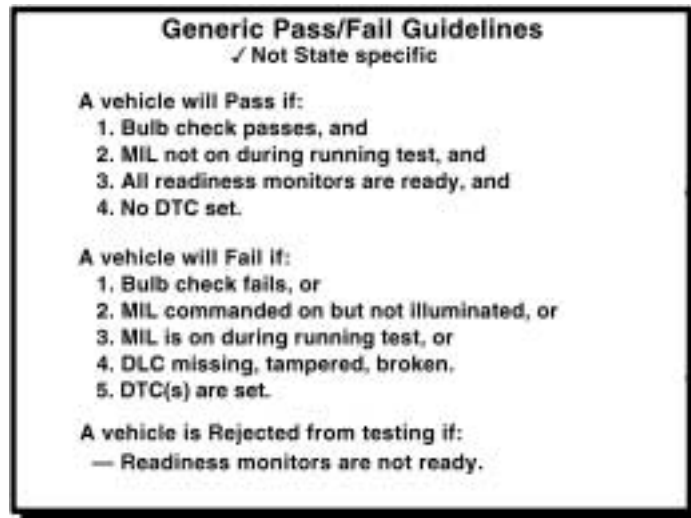 Generic Pass/Fail Guidelines
✓ Not State specific
A vehicle will Pass if:
1. Bulb check passes, and
2. MIL not on during running test, and
3. All readiness monitors are ready, and
4. No DTC set.
A vehicle will Fail if:
1. Bulb check fails, or
2. MIL commanded on but not illuminated, or
3. MIL is on during running test, or
4. DLC missing, tampered, broken.
5. DTC(s) are set.
A vehicle is Rejected from testing if:
— Readiness monitors are not ready.